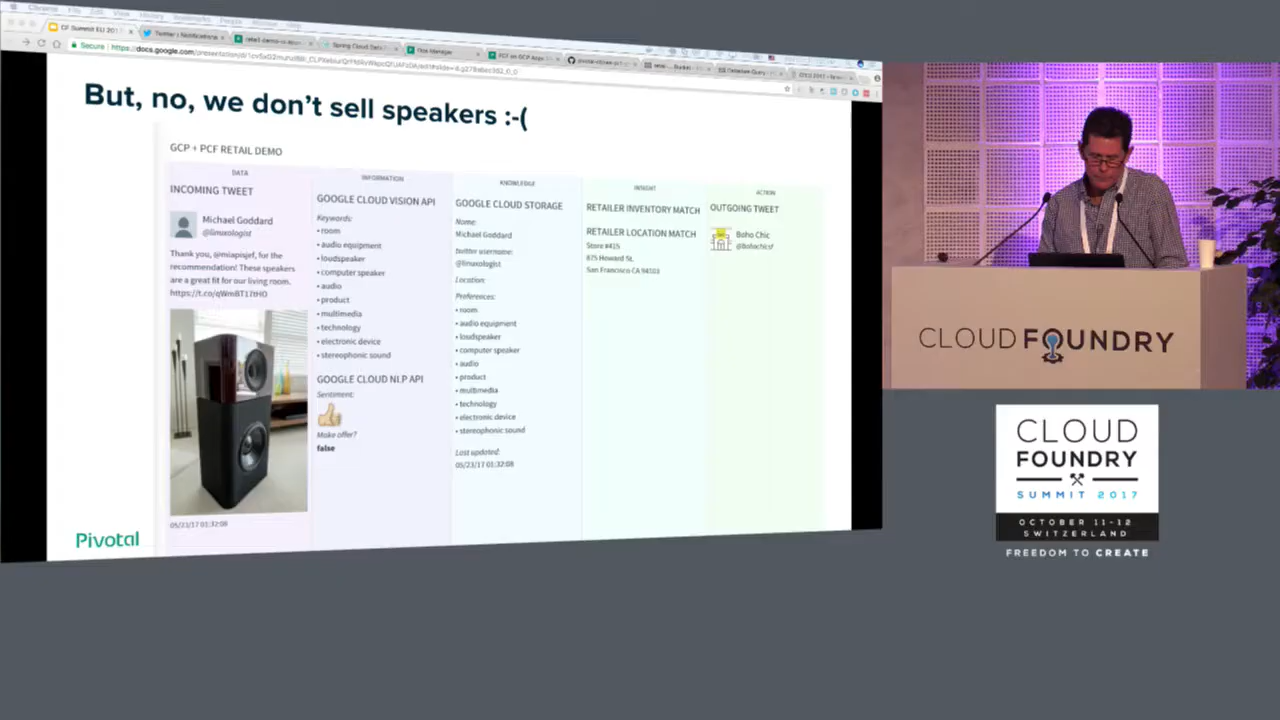 Secure
But, no, we don't sell speakers :-(
GCP + PCF RETAIL DEMO
DATA
INCOMING TWEET
Michael Goddard
@limaxologist
Thank you, @miapisjef, for the
recommendation! These speakers
are a great fit for our living room.
05/23/17 01:32:08
INFORMATION
GOOGLE CLOUD VISION API
Keywords:
• room
• audio equipment
• loudspeaker
• computer speaker
• audio
• product
• multimedia
• technology
• electronic device
• stereophonic sound
GOOGLE CLOUD NLP API
Sentiment:
Make offer?
false
KNOWLEDGE
GOOGLE CLOUD STORAGE
Name:
Michael Goddard
twitter username:
@limaxologist
Location:
Preferences:
• room
• audio equipment
• loudspeaker
• computer speaker
• audio
• product
• multimedia
• technology
• electronic device
• stereophonic sound
Last updated:
05/23/17 01:32:08
INSIGHT
RETAILER INVENTORY MATCH
RETAILER LOCATION MATCH
Store #415
875 Howard St.
San Francisco CA 94103
ACTION
OUTGOING TWEET
Boho Chic
@Bohochicsf
Pivotal
CLOUD FOUNDRY
CLOUD
FOUNDRY
SUMMIT 2017
OCTOBER 11-12
SWITZERLAND
FREEDOM TO CREATE